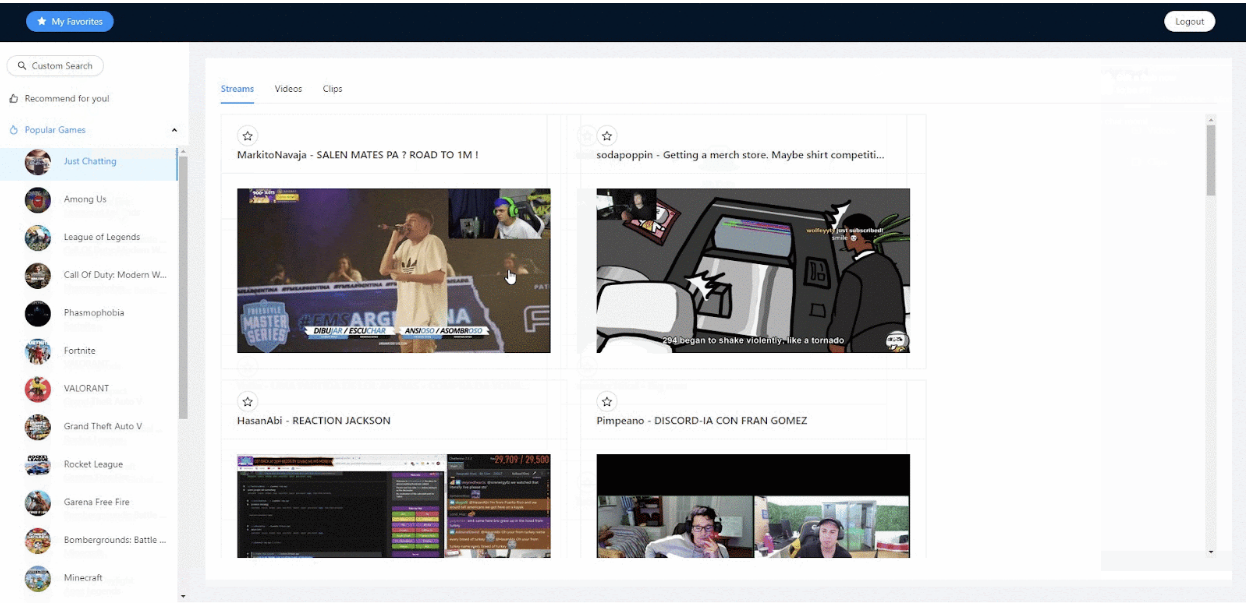 My Favorites
Logout
Custom Search
Recommend for you!
Popular Games
Just Chatting
Among Us
League of Legends
Call Of Duty: Modern W...
Phasmophobia
Fortnite
VALORANT
Grand Theft Auto V
Rocket League
Garena Free Fire
Bombergrounds: Battle ...
Minecraft
Streams
Videos
Clips
MarkitoNavaja - SALEN MATES PA ? ROAD TO 1M !
sodapoppin - Getting a merch store. Maybe shirt competiti...
FREESTYLE
MASTER
SERIES
DIBUJAR / ESCUCHAR
ANSIOSO / ASOMBROSO
wolfeyyty just subscribed!
smile
294 began to shake violently, like a tornado
HasanAbi - REACTION JACKSON
Pimpeano - DISCORD-IA CON FRAN GOMEZ
29,709 / 29,500